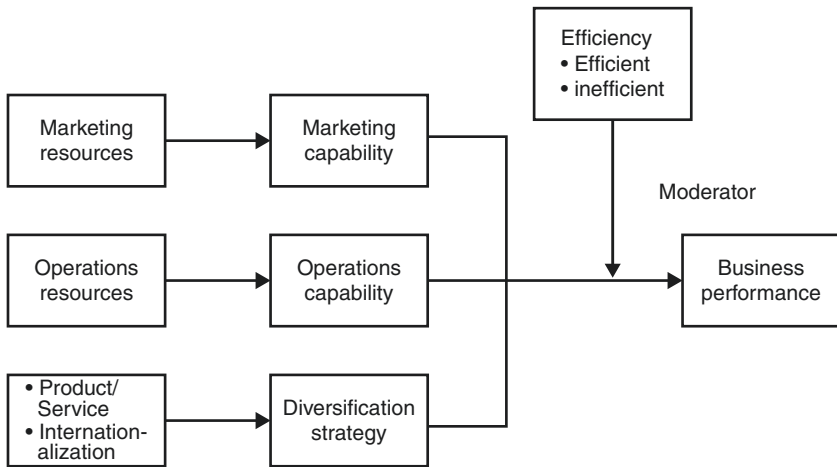 Efficiency
• Efficient
• inefficient
Marketing
resources
Marketing
capability
Moderator
Operations
resources
Operations
capability
Business
performance
• Product/
Service
• Internation-
alization
Diversification
strategy